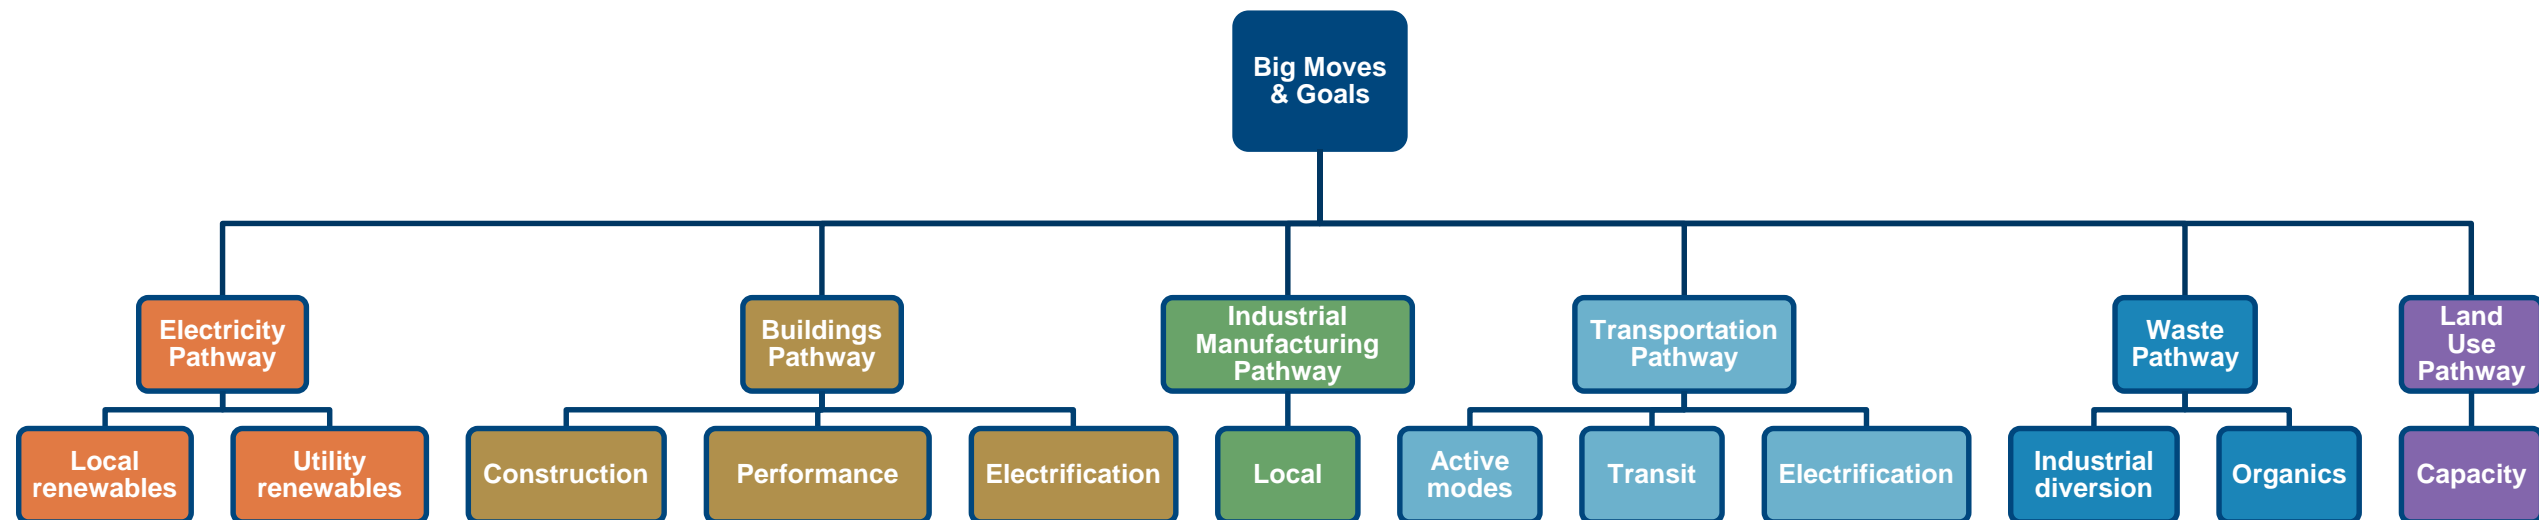 Big Moves
& Goals
Electricity
Pathway
Buildings
Pathway
Industrial
Manufacturing
Pathway
Transportation
Pathway
Waste
Pathway
Land
Use
Pathway
Local
renewables
Utility
renewables
Construction
Performance
Electrification
Local
Active
modes
Transit
Electrification
Industrial
diversion
Organics
Capacity